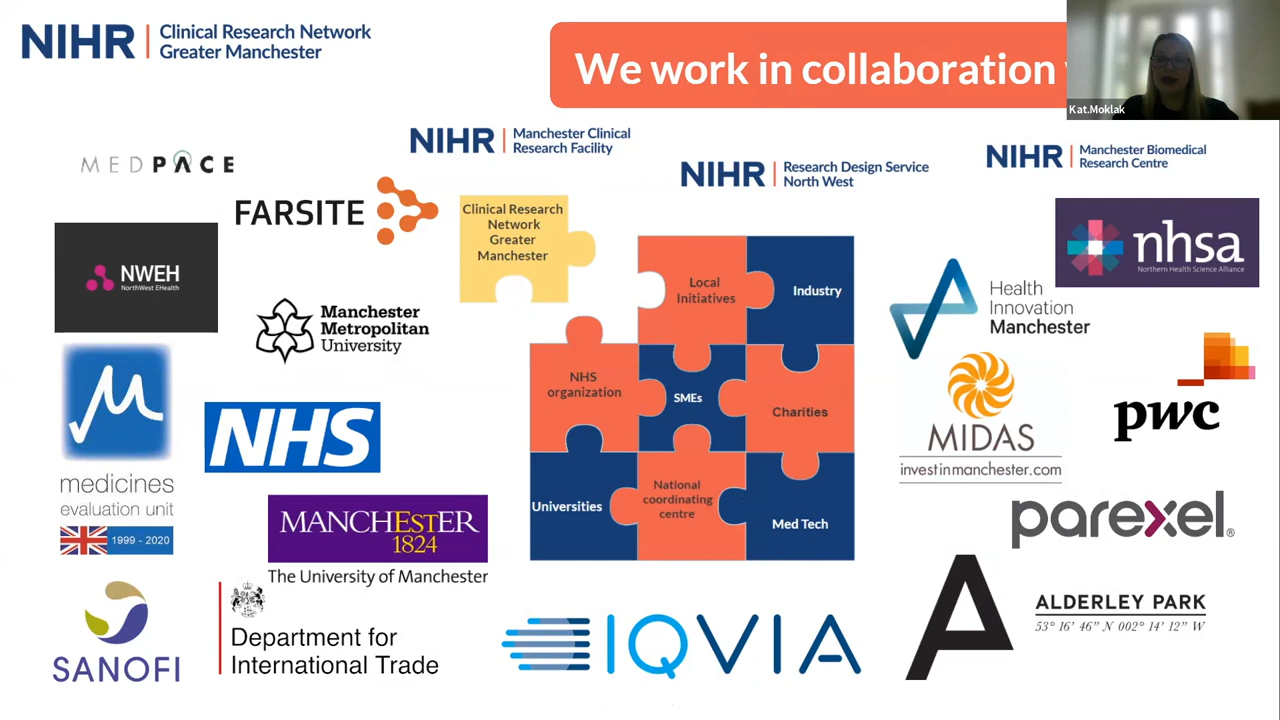 NIHR | Clinical Research Network
Greater Manchester
We work in collaboration
Kat.Moklak
NIHR | Manchester Clinical
Research Facility
NIHR | Research Design Service
North West
NIHR | Manchester Biomedical
Research Centre
MEDPACE
FARSITE
Clinical Research
Network
Greater
Manchester
nhsa
Northern Health Science Alliance
NWEH
NorthWest EHealth
Local
Initiatives
Industry
Health
Innovation
Manchester
Manchester
Metropolitan
University
NHS
organization
SMEs
Charities
pwc
NHS
MIDAS
investinmanchester.com
medicines
evaluation unit
1999 - 2020
Universities
National
coordinating
centre
Med Tech
parexel®
MANCHESTER
1824
The University of Manchester
SANOFI
Department for
International Trade
IQVIA
A
ALDERLEY PARK
53° 16' 46" N 002° 14' 12" W